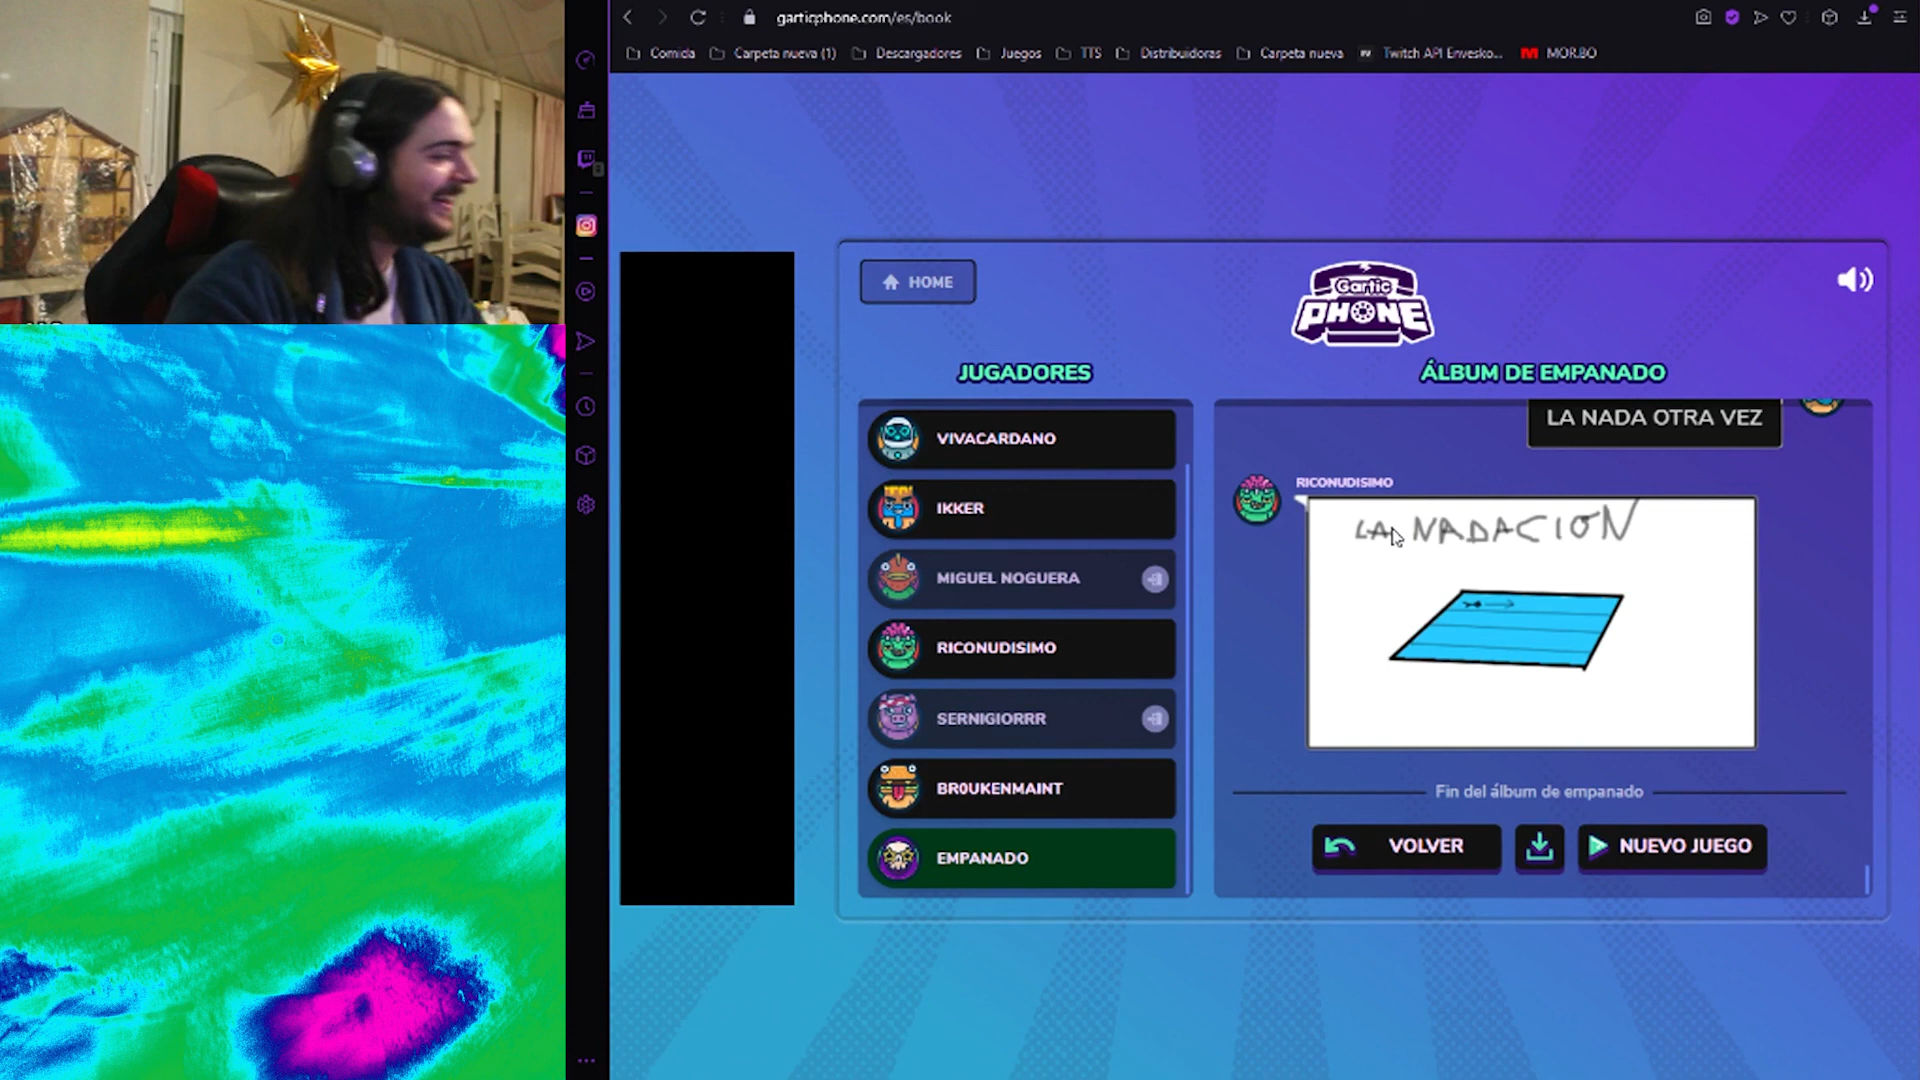 garticphone.com/es/book
Comida
Carpeta nueva (1)
Descargadores
Juegos
TTS
Distribuidoras
Carpeta nueva
Twitch API Envesko...
MOR.BO
HOME
Gartic
PHONE
JUGADORES
ÁLBUM DE EMPANADO
VIVACARDANO
IKKER
MIGUEL NOGUERA
RICONUDISIMO
SERNIGIORRR
BR0UKENMAINT
EMPANADO
LA NADA OTRA VEZ
RICONUDISIMO
LA NADACION
Fin del álbum de empanado
VOLVER
NUEVO JUEGO